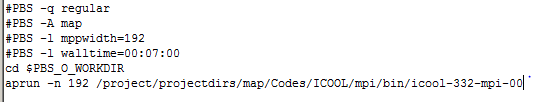 #PBS -q regular
#PBS -A map
#PBS -l mppwidth=192
#PBS -l walltime=00:07:00
cd $PBS_O_WORKDIR
aprun -n 192 /project/projectdirs/map/Codes/ICOOL/mpi/bin/icool-332-mpi-00